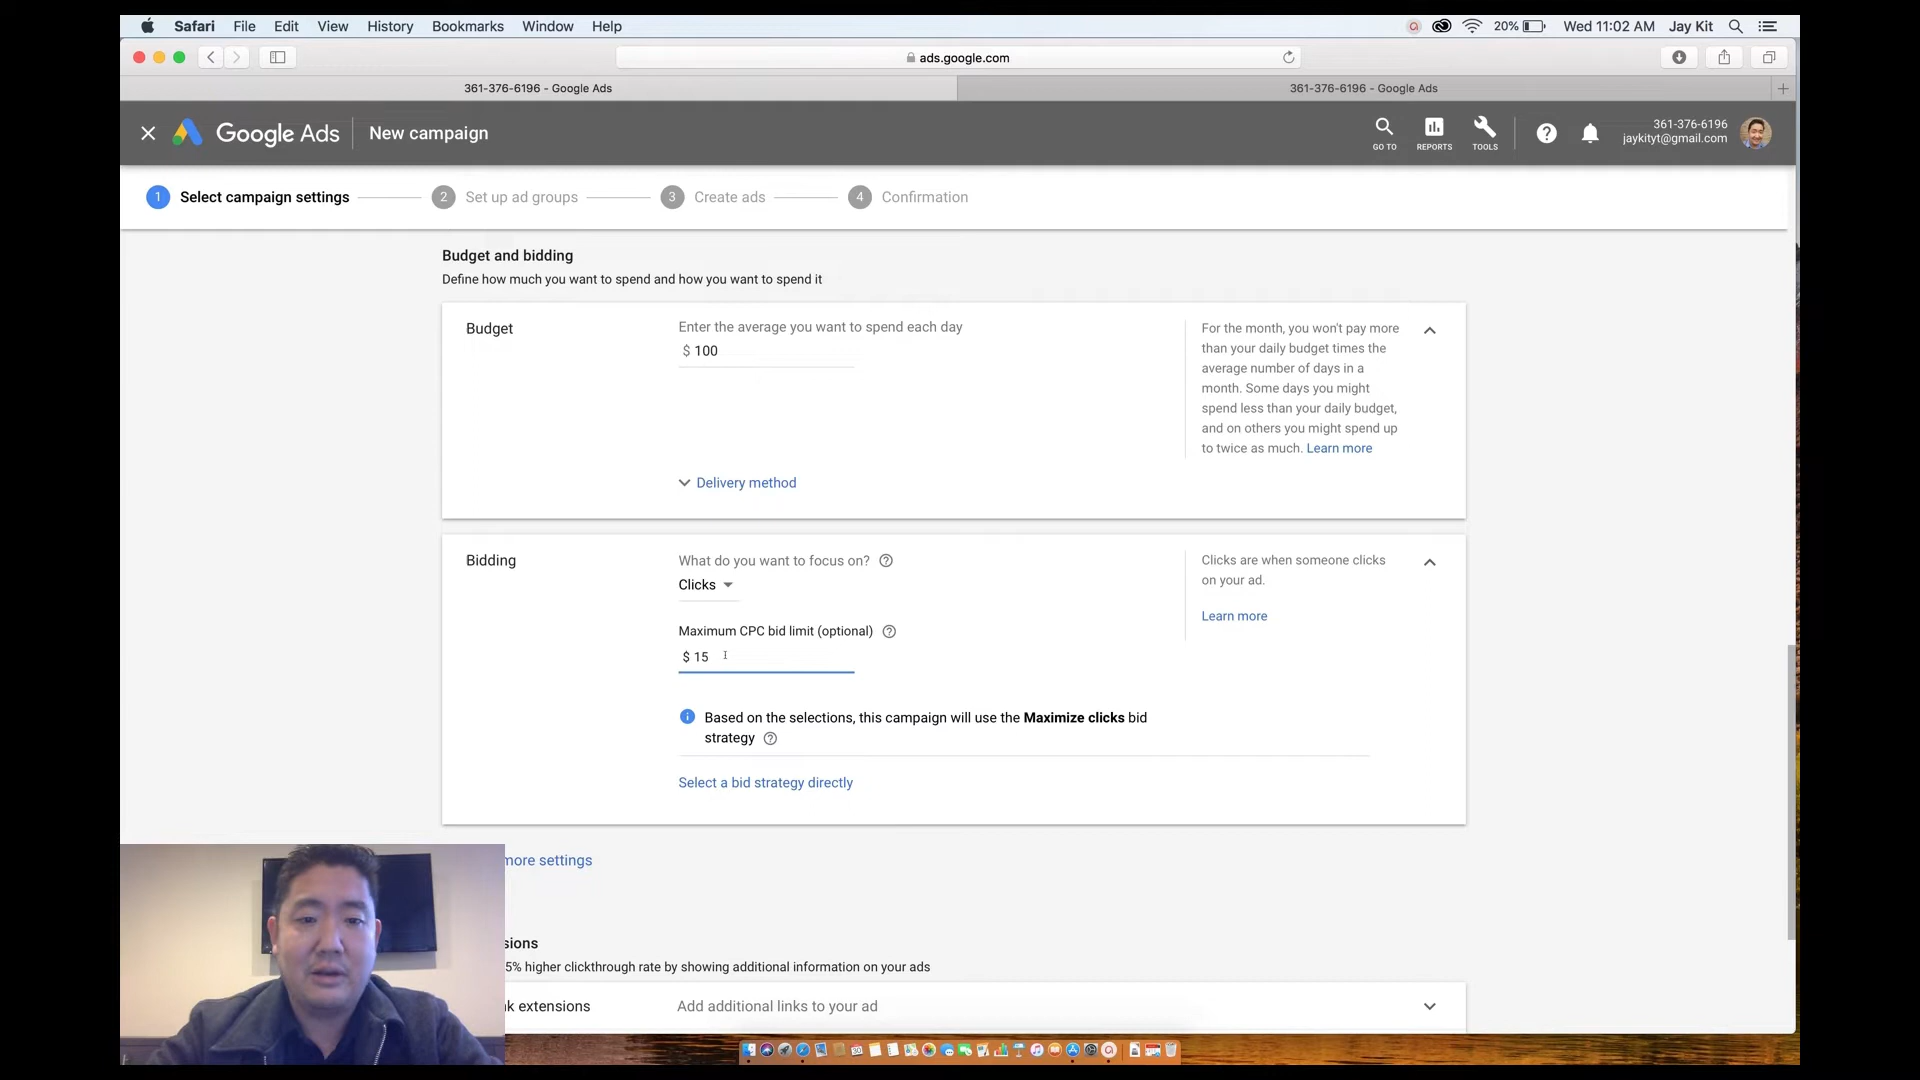 Safari File Edit View History Bookmarks Window Help
20% Wed 11:02 AM Jay Kit
ads.google.com
361-376-6196 - Google Ads
361-376-6196 - Google Ads
Google Ads New campaign
GO TO REPORTS TOOLS
361-376-6196
jaykityt@gmail.com
1 Select campaign settings 2 Set up ad groups 3 Create ads 4 Confirmation
Budget and bidding
Define how much you want to spend and how you want to spend it
Budget
Enter the average you want to spend each day
$ 100
Delivery method
For the month, you won't pay more
than your daily budget times the
average number of days in a
month. Some days you might
spend less than your daily budget,
and on others you might spend up
to twice as much. Learn more
Bidding
What do you want to focus on?
Clicks
Maximum CPC bid limit (optional)
$ 15
Based on the selections, this campaign will use the Maximize clicks bid
strategy
Select a bid strategy directly
Clicks are when someone clicks
on your ad.
Learn more
more settings
sions
5% higher clickthrough rate by showing additional information on your ads
k extensions
Add additional links to your ad